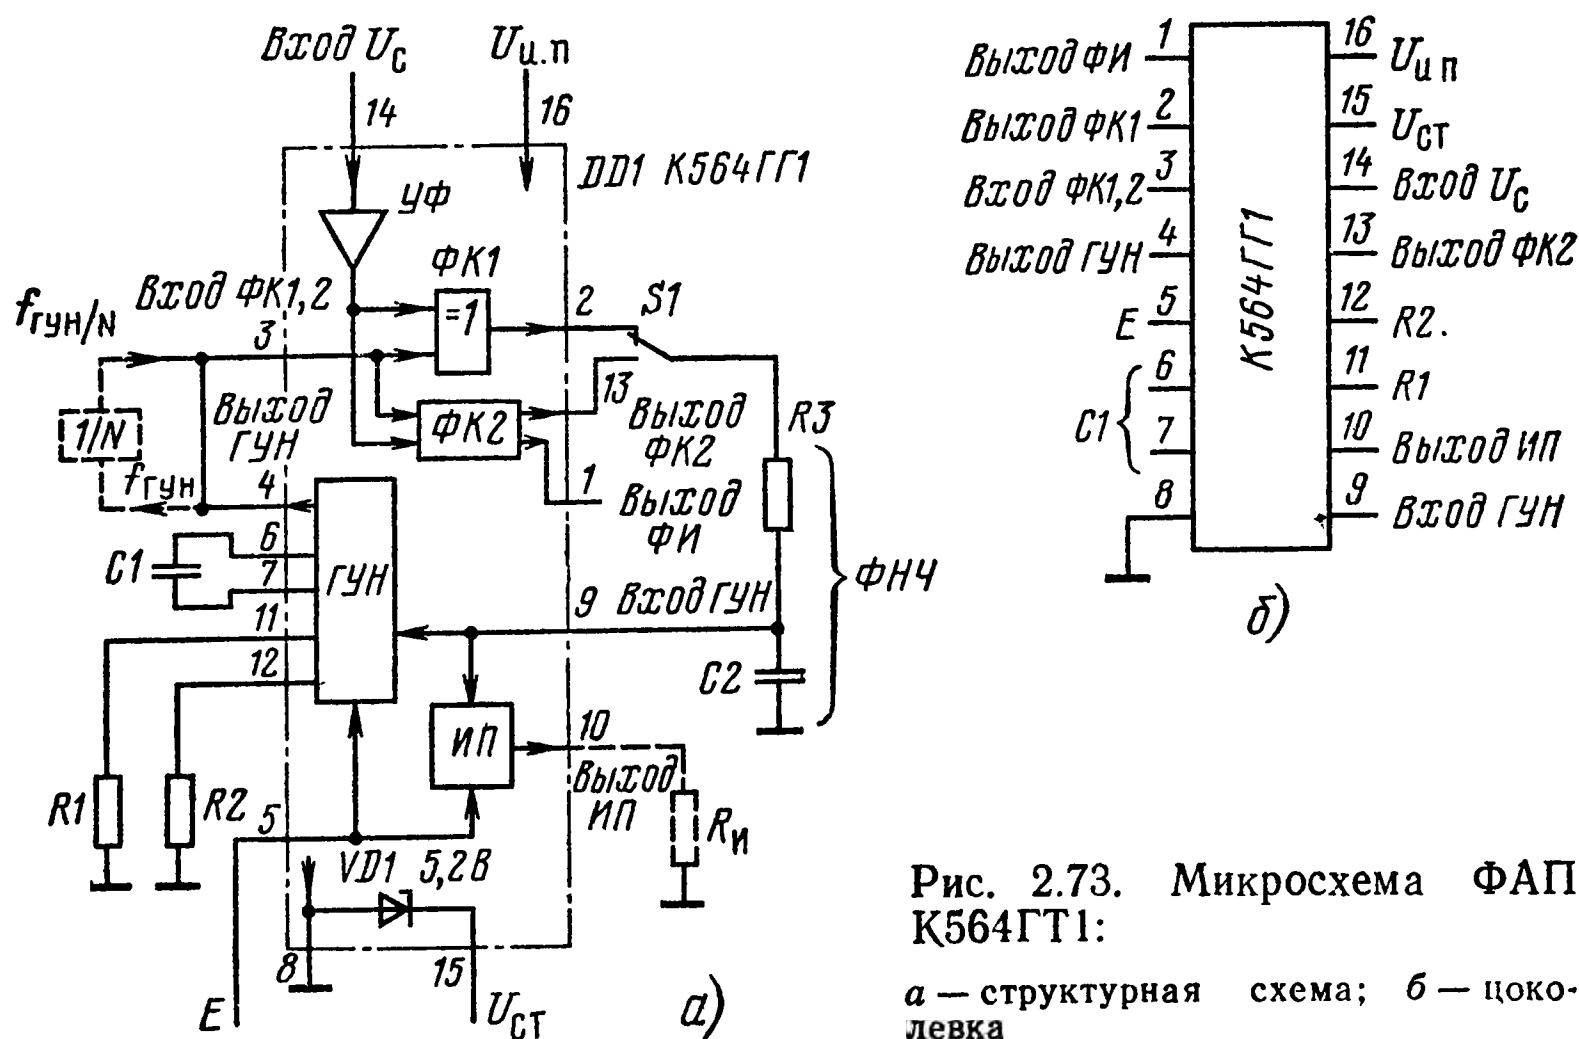 Вход Uс
Uи.п
14
16
DD1 К564ГГ1
УФ
ФК1
=1
Вход ФК1,2
fГУН/N
3
2
S1
13
1/N
Выход
ГУН
ФК2
Выход
ФК2
R3
fГУН
4
1
Выход
ФИ
6
С1
7
ГУН
ФНЧ
11
9
Вход ГУН
12
С2
ИП
10
Выход
ИП
R1
R2
5
Rи
VD1
5,2В
8
15
E
Uст
а)
Выход ФИ
1
16
Uи п
Выход ФК1
2
15
Uст
Вход ФК1,2
3
14
Вход Uс
Выход ГУН
4
13
Выход ФК2
E
5
12
R2.
С1
6
11
R1
7
10
Выход ИП
8
9
Вход ГУН
К564ГГ1
б)
Рис. 2.73. Микросхема ФАП
К564ГТ1:
а — структурная схема; б — цоко-
левка